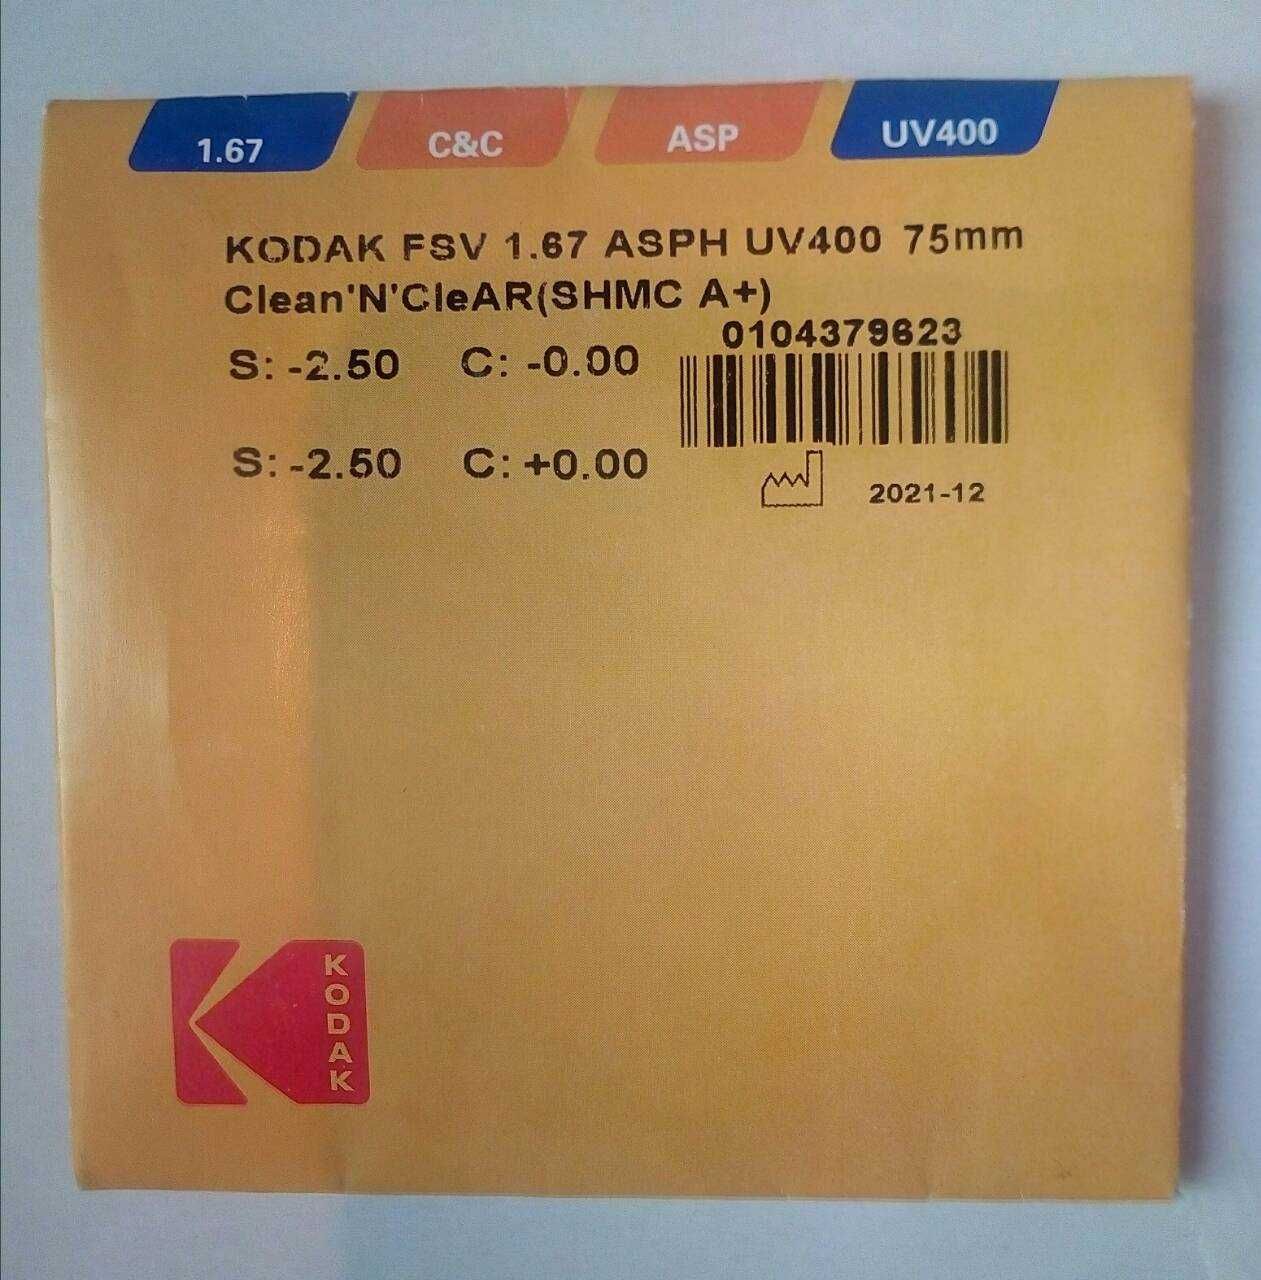 1.67 C&C ASP UV400
KODAK FSV 1.67 ASPH UV400 75mm
Clean'N'CleAR(SHMC A+)
0104379623
S: -2.50 C: -0.00
S: -2.50 C: +0.00
2021-12
KODAK